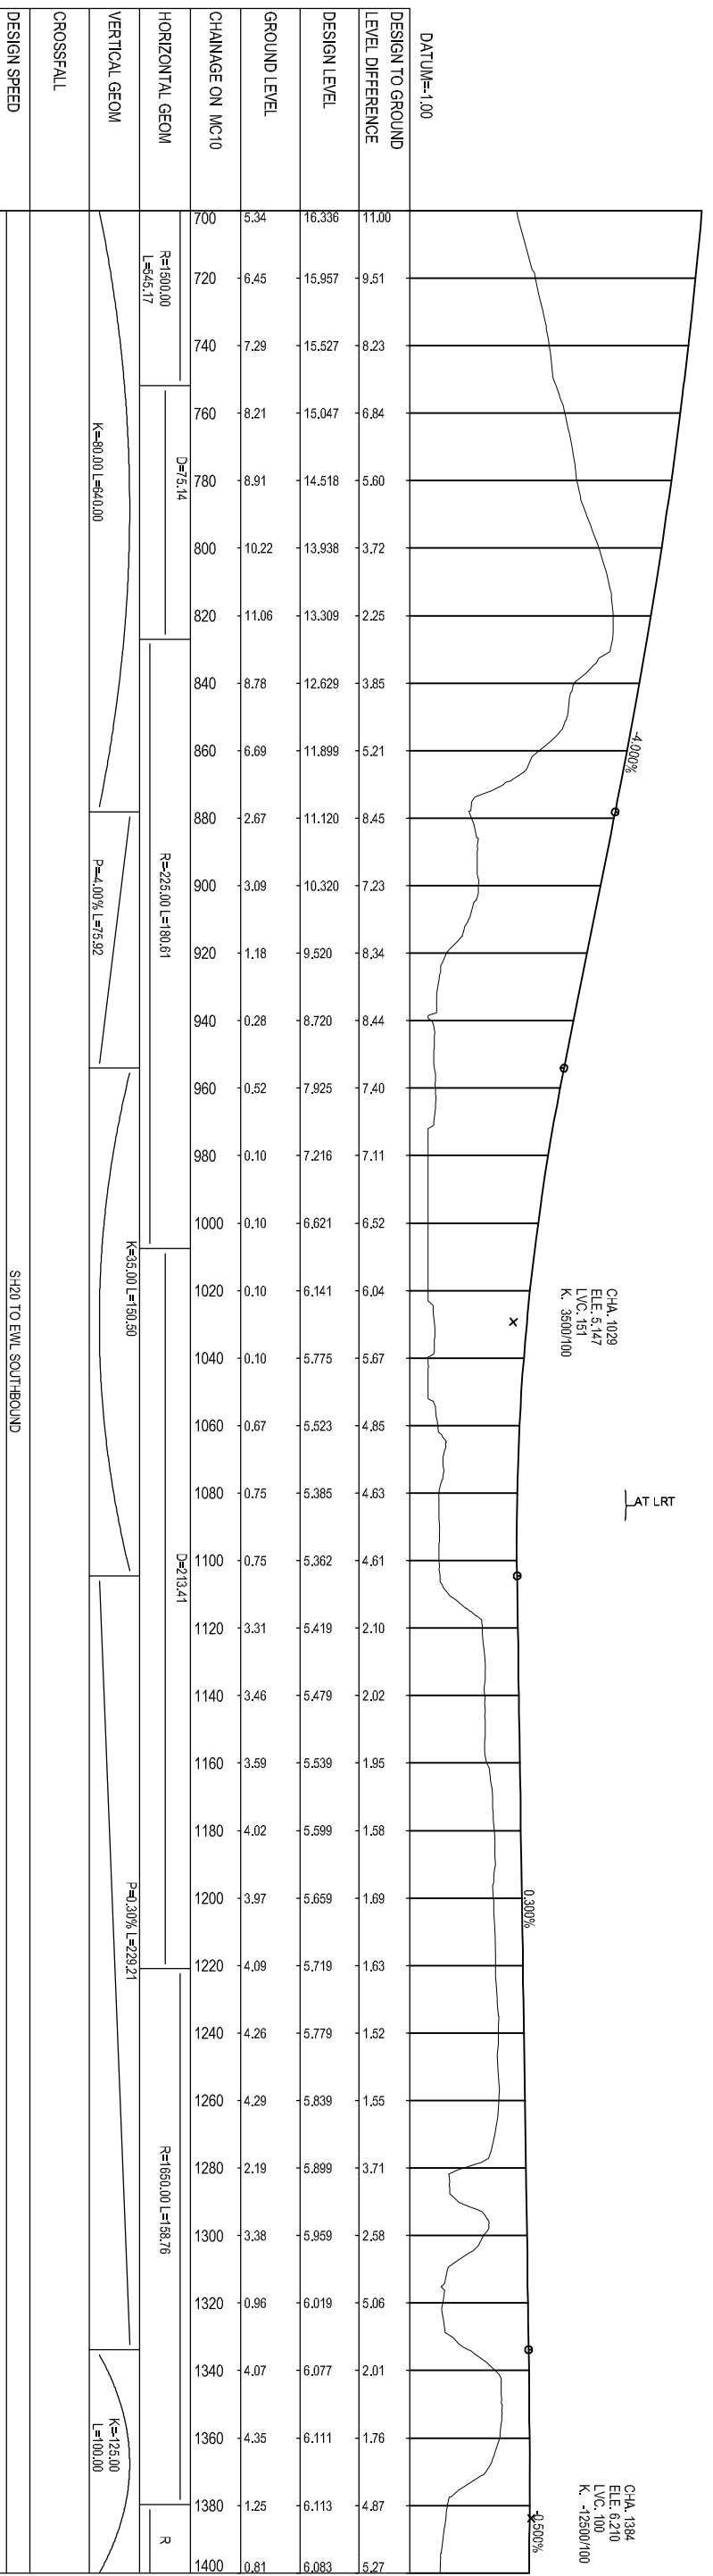 CHA. 1029
ELE. 5.147
LVC. 151
K. 3500/100
CHA. 1384
ELE. 6.210
LVC. 100
K. -12500/100
AT LRT
-4.000%
0.300%
-0.500%
DATUM=-1.00
DESIGN TO GROUND
LEVEL DIFFERENCE 11.00 9.51 8.23 6.84 5.60 3.72 2.25 3.85 5.21 8.45 7.23 8.34 8.44 7.40 7.11 6.52 6.04 5.67 4.85 4.63 4.61 2.10 2.02 1.95 1.58 1.69 1.63 1.52 1.55 3.71 2.58 5.06 2.01 1.76 4.87 5.27
DESIGN LEVEL 16.336 15.957 15.527 15.047 14.518 13.938 13.309 12.629 11.899 11.120 10.320 9.520 8.720 7.925 7.216 6.621 6.141 5.775 5.523 5.385 5.362 5.419 5.479 5.539 5.599 5.659 5.719 5.779 5.839 5.899 5.959 6.019 6.077 6.111 6.113 6.083
GROUND LEVEL 5.34 6.45 7.29 8.21 8.91 10.22 11.06 8.78 6.69 2.67 3.09 1.18 0.28 0.52 0.10 0.10 0.10 0.10 0.67 0.75 0.75 3.31 3.46 3.59 4.02 3.97 4.09 4.26 4.29 2.19 3.38 0.96 4.07 4.35 1.25 0.81
CHAINAGE ON MC10 700 720 740 760 780 800 820 840 860 880 900 920 940 960 980 1000 1020 1040 1060 1080 1100 1120 1140 1160 1180 1200 1220 1240 1260 1280 1300 1320 1340 1360 1380 1400
HORIZONTAL GEOM R=1500.00
L=545.17
D=75.14 R=-225.00 L=180.61 D=213.41 R=1650.00 L=158.76 R
VERTICAL GEOM K=-80.00 L=640.00 P=-4.00% L=75.92 K=35.00 L=150.50 P=0.30% L=229.21 K=-125.00
L=100.00
CROSSFALL
DESIGN SPEED
SH20 TO EWL SOUTHBOUND